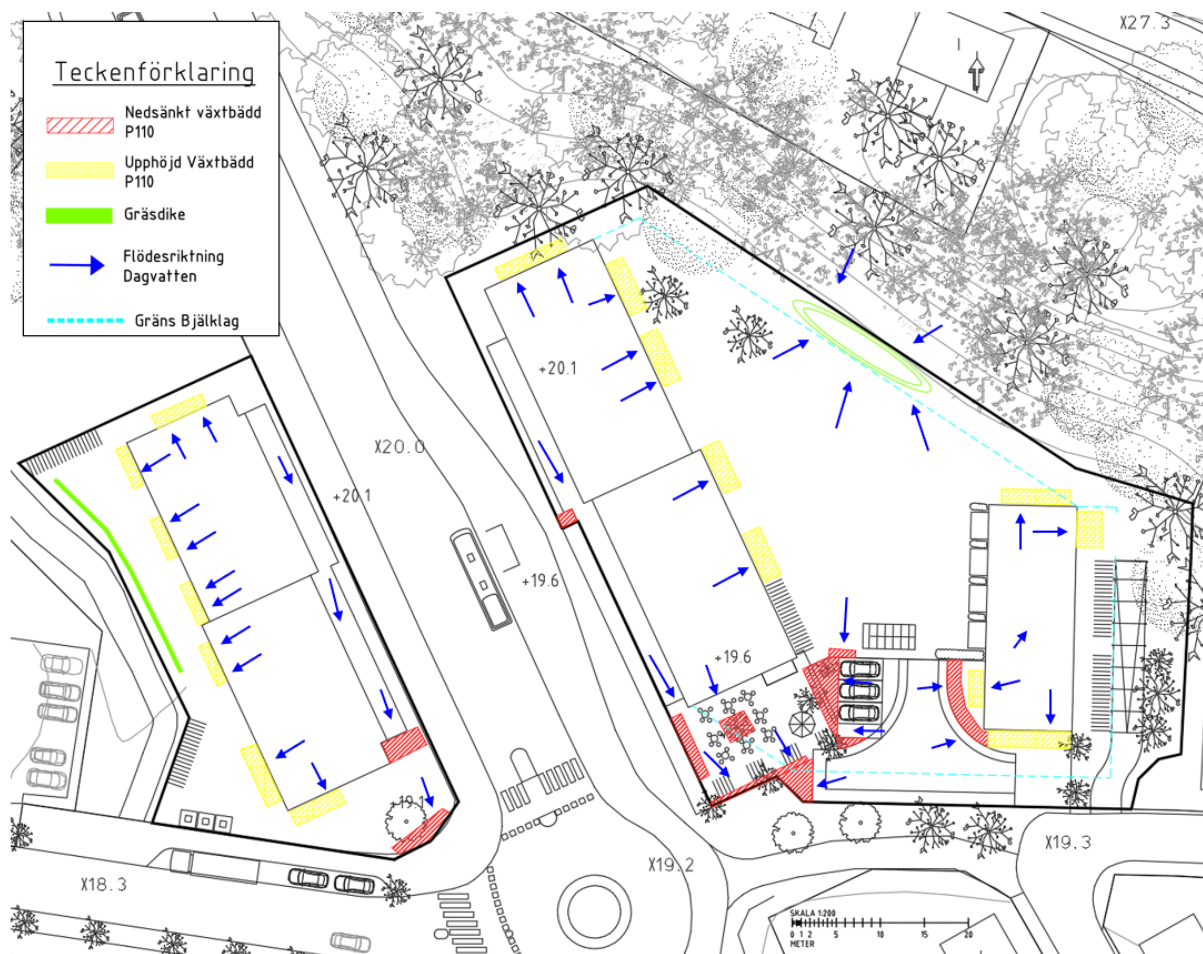 Teckenförklaring
Nedsänkt växtbädd
P110
Upphöjd Växtbädd
P110
Gräsdike
Flödesriktning
Dagvatten
Gräns Bjälklag
X27.3
I
+20.1
X20.0
+20.1
+19.6
+19.6
+19.1
X18.3
X19.2
X19.3
SKALA 1:200
0 1 2 5 10 15 20
METER